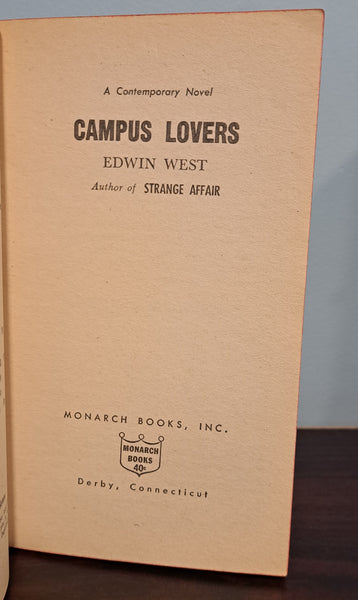 A Contemporary Novel
CAMPUS LOVERS
EDWIN WEST
Author of STRANGE AFFAIR
MONARCH BOOKS, INC.
MONARCH
BOOKS
40¢
Derby, Connecticut